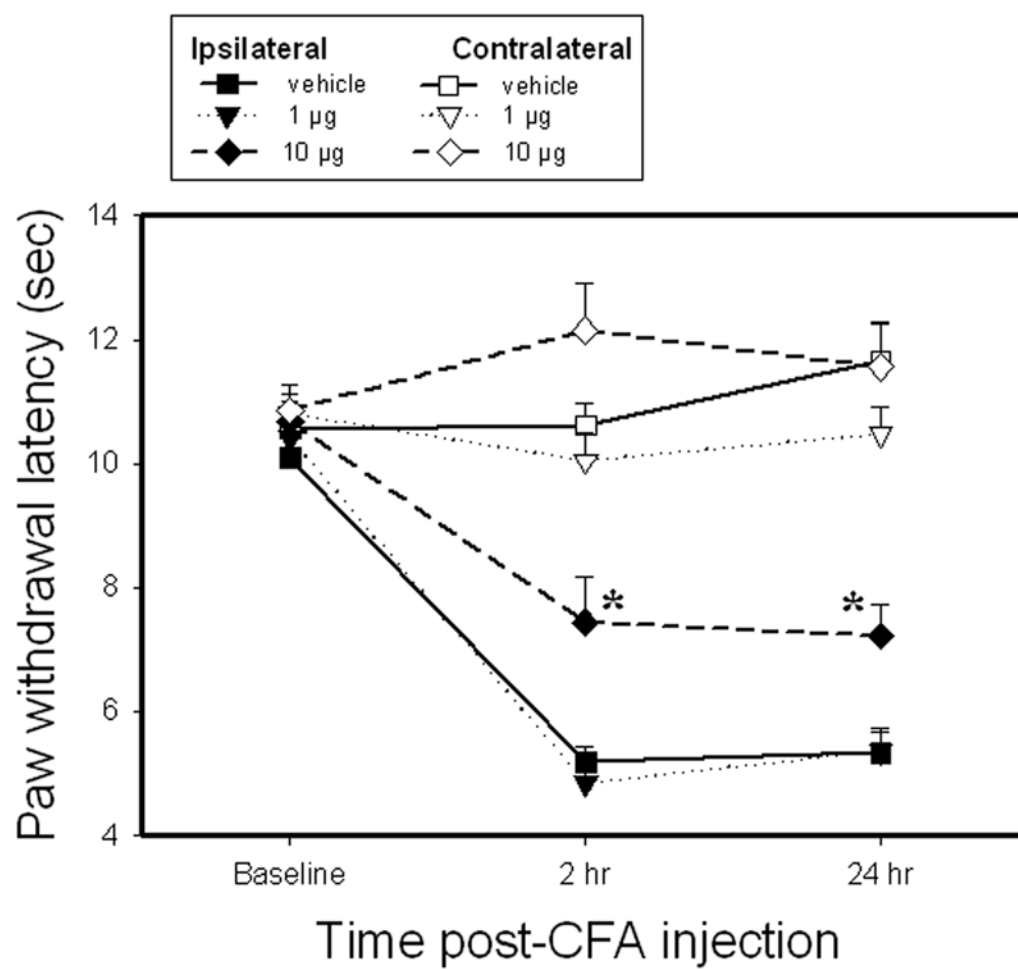 Ipsilateral Contralateral
vehicle vehicle
1 µg 1 µg
10 µg 10 µg
Paw withdrawal latency (sec)
14
12
10
8
6
4
* *
Baseline 2 hr 24 hr
Time post-CFA injection